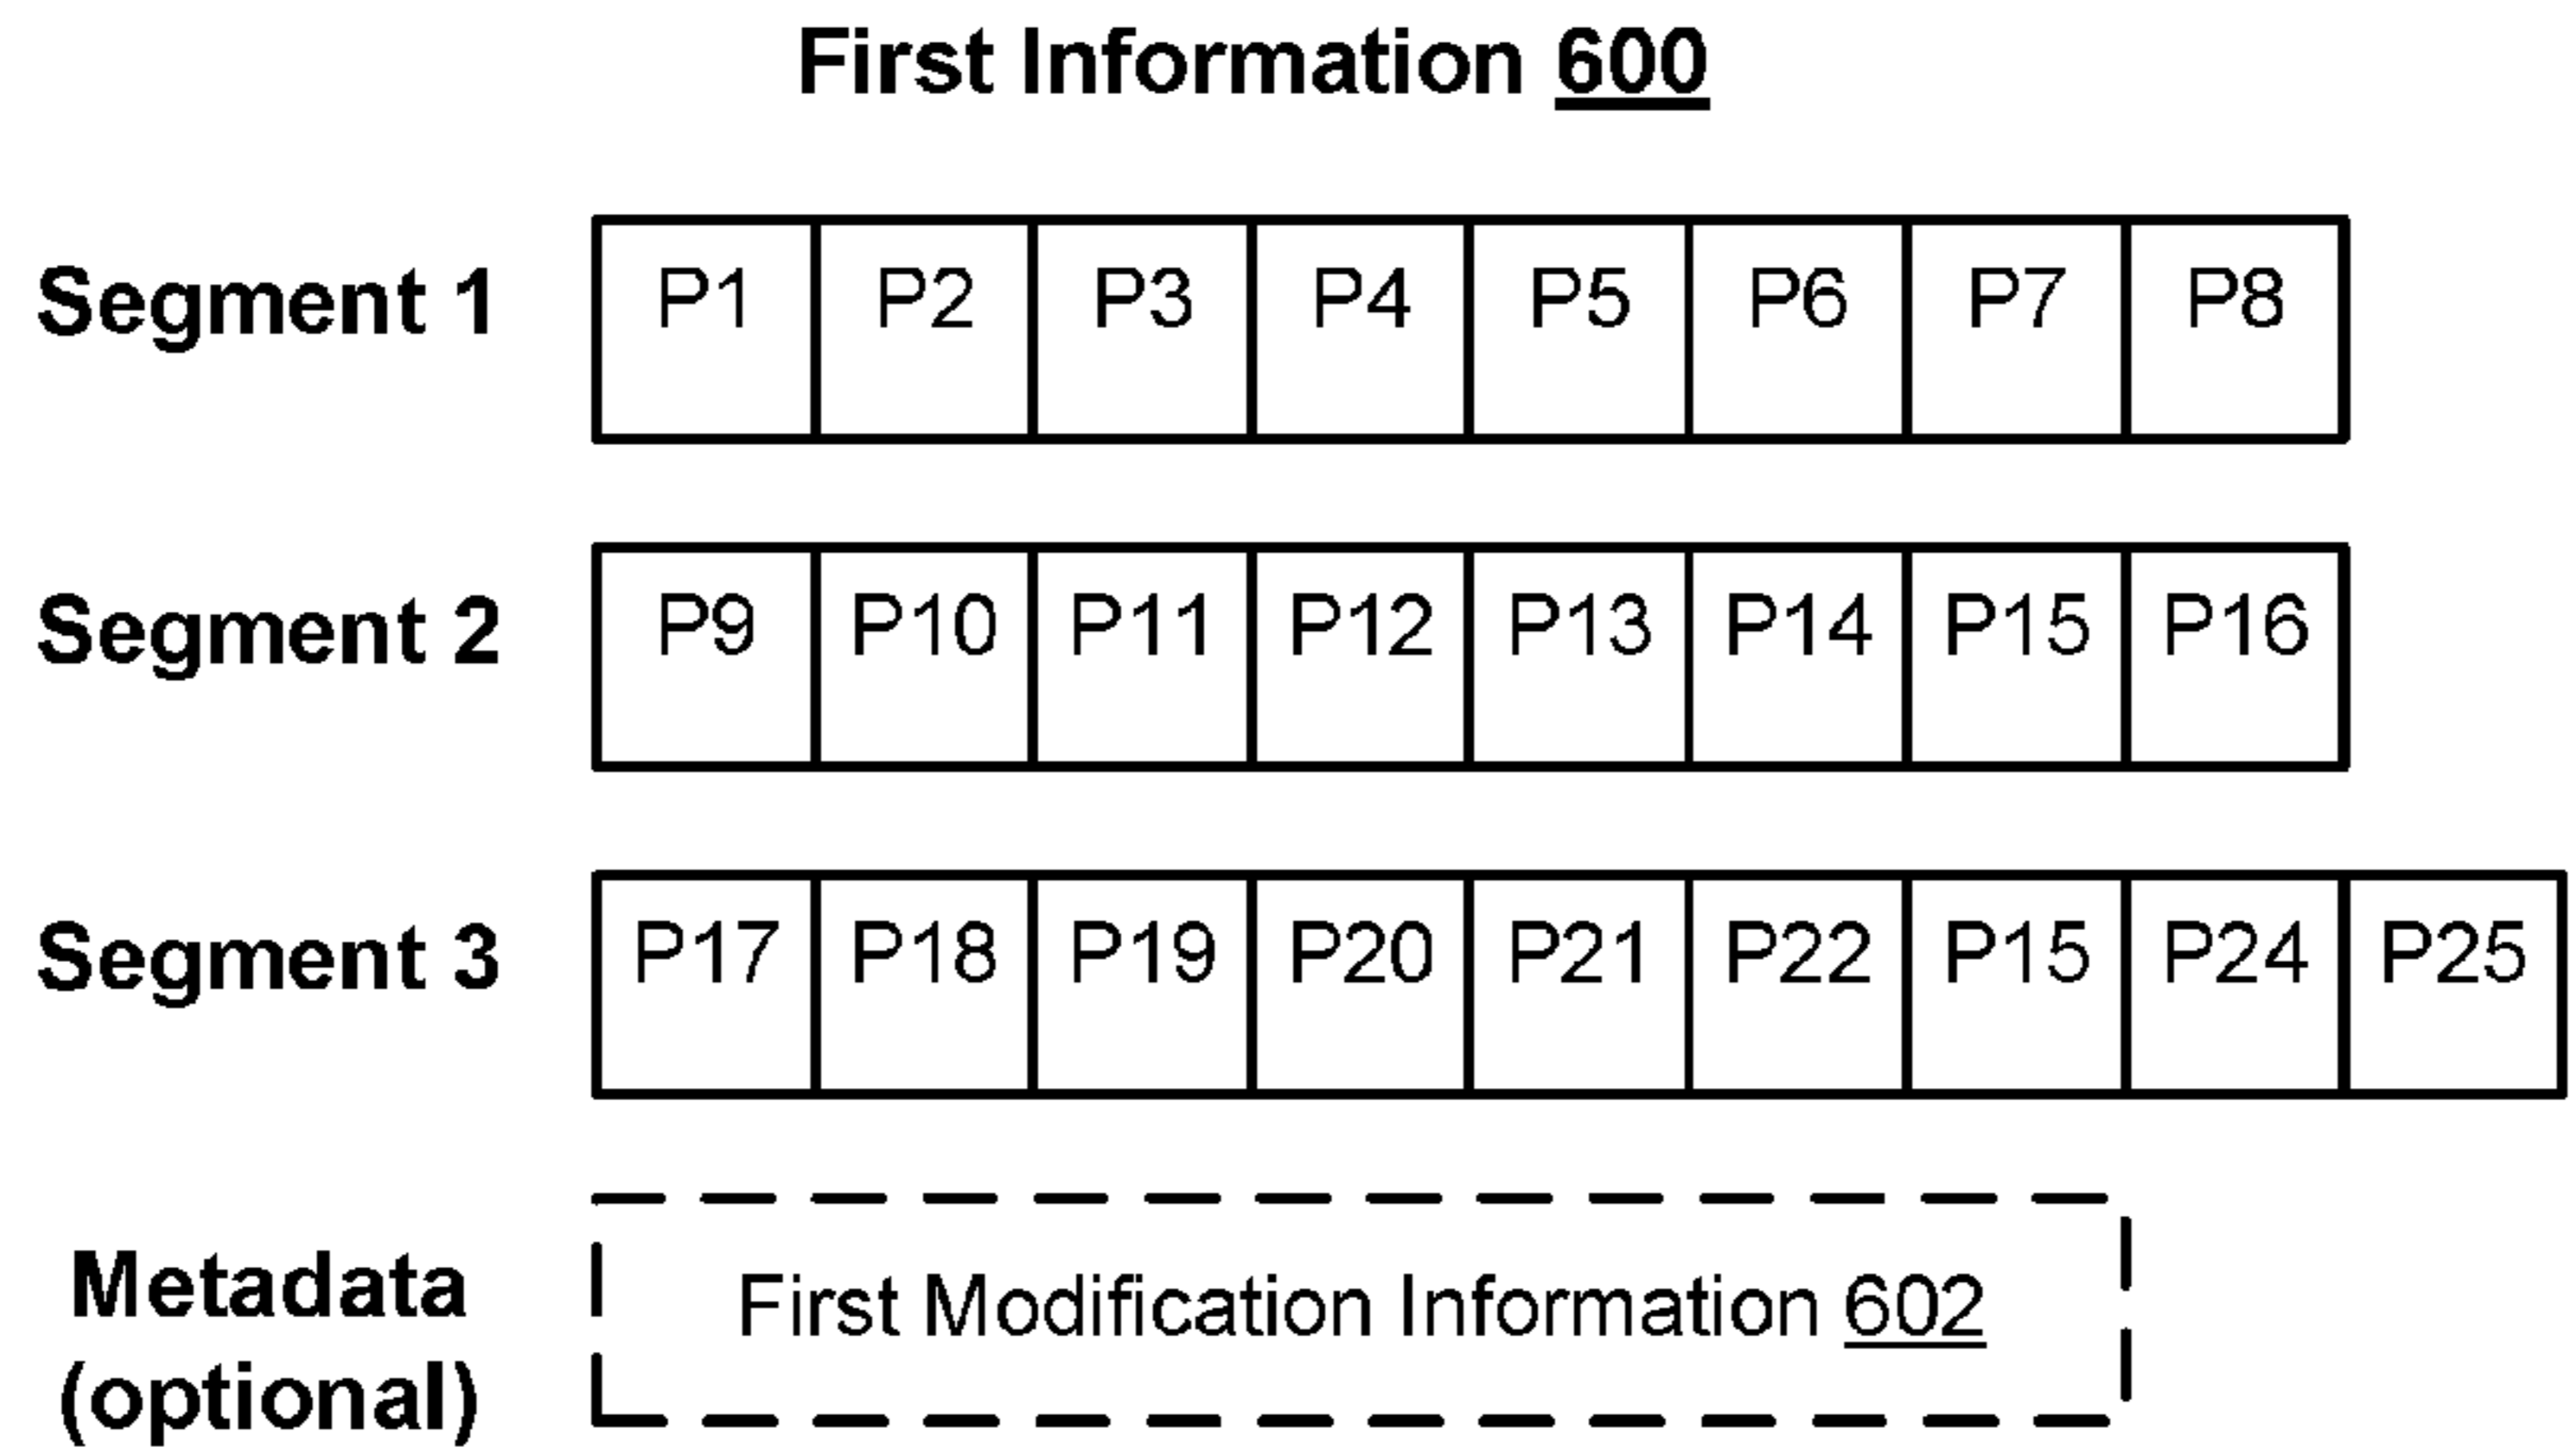 First Information 600
Segment 1 P1 P2 P3 P4 P5 P6 P7 P8
Segment 2 P9 P10 P11 P12 P13 P14 P15 P16
Segment 3 P17 P18 P19 P20 P21 P22 P15 P24 P25
Metadata
(optional)
First Modification Information 602